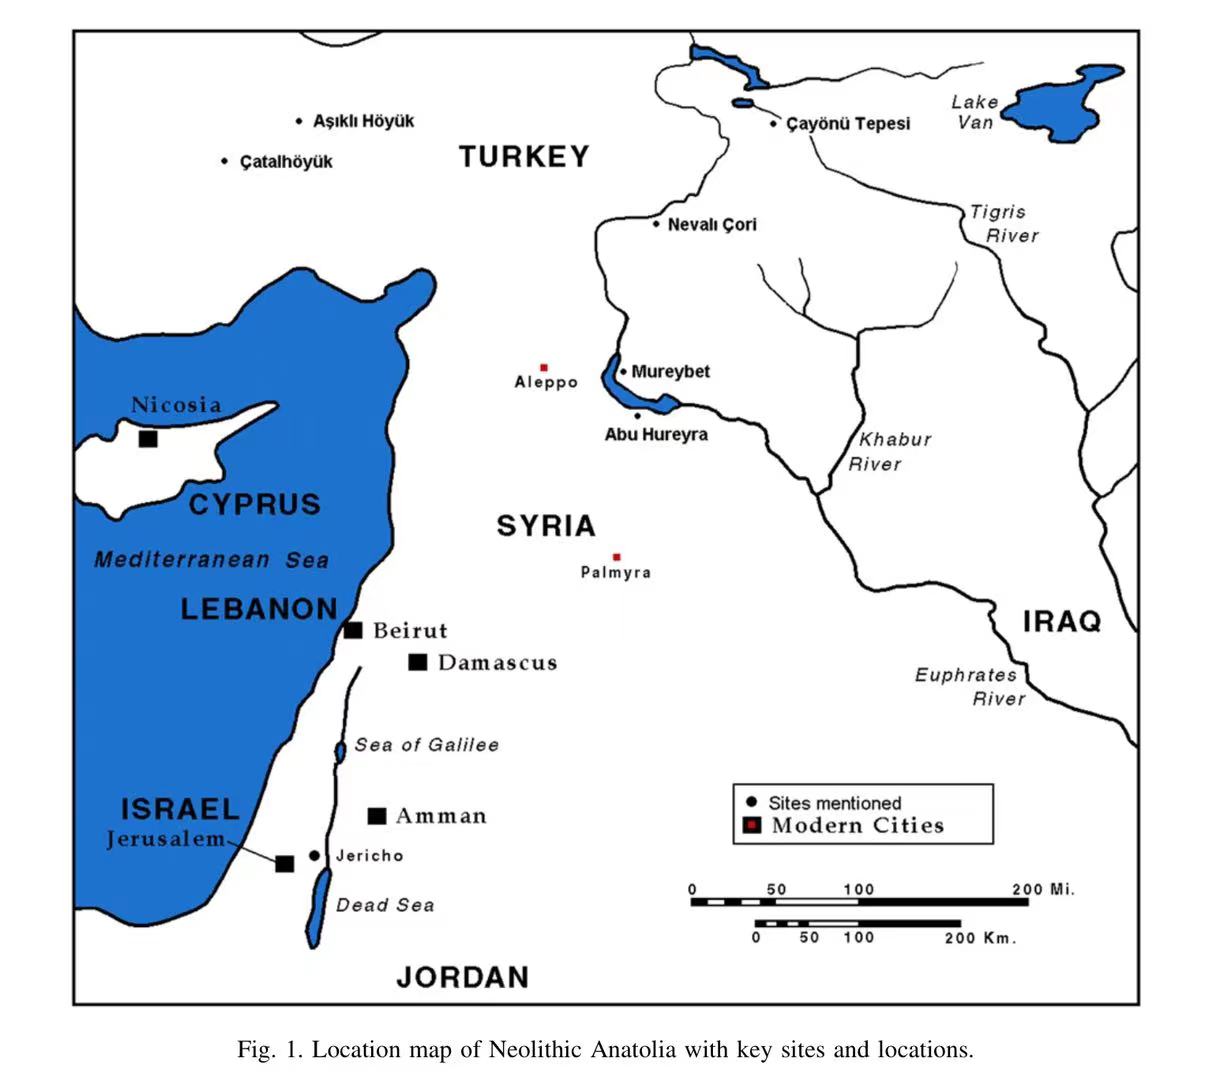 Aşıklı Höyük
Çatalhöyük
TURKEY
Çayönü Tepesi
Lake
Van
Nevalı Çori
Tigris
River
Aleppo
Mureybet
Abu Hureyra
Nicosia
Khabur
River
CYPRUS
SYRIA
Mediterranean Sea
Palmyra
LEBANON
Beirut
Damascus
IRAQ
Euphrates
River
Sea of Galilee
ISRAEL
Jerusalem
Amman
Jericho
Dead Sea
JORDAN
Sites mentioned
Modern Cities
0 50 100 200 Mi.
0 50 100 200 Km.
Fig. 1. Location map of Neolithic Anatolia with key sites and locations.